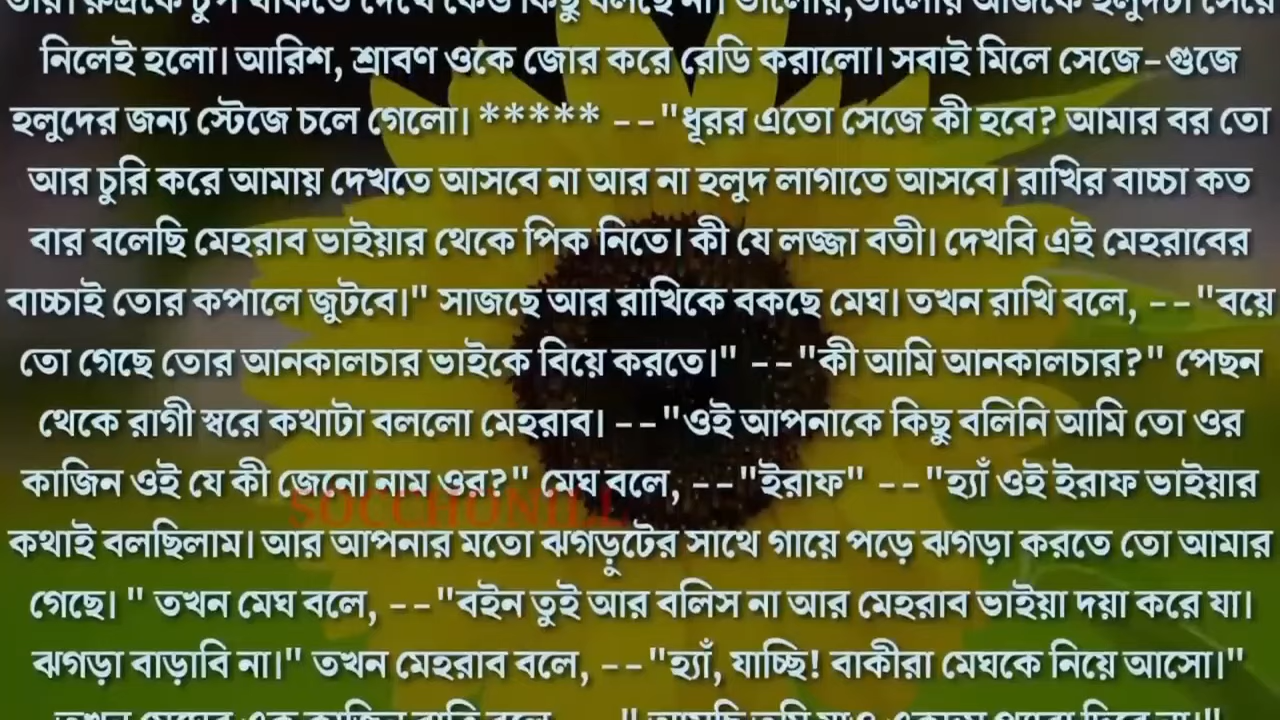 নিলেই হলো। আরিশ, শ্রাবণ ওকে জোর করে রেডি করালো। সবাই মিলে সেজে-গুজে
হলুদের জন্য স্টেজে চলে গেলো। ***** --"ধূরর এতো সেজে কী হবে? আমার বর তো
আর চুরি করে আমায় দেখতে আসবে না আর না হলুদ লাগাতে আসবে। রাখির বাচ্চা কত
বার বলেছি মেহরাব ভাইয়ার থেকে পিক নিতে। কী যে লজ্জা বতী। দেখবি এই মেহরাবের
বাচ্চাই তোর কপালে জুটবে।" সাজছে আর রাখিকে বকছে মেঘ। তখন রাখি বলে, --"বয়ে
তো গেছে তোর আনকালচার ভাইকে বিয়ে করতে।" --"কী আমি আনকালচার?" পেছন
থেকে রাগী স্বরে কথাটা বললো মেহরাব। --"ওই আপনাকে কিছু বলিনি আমি তো ওর
কাজিন ওই যে কী জেনো নাম ওর?" মেঘ বলে, --"ইরাফ" --"হ্যাঁ ওই ইরাফ ভাইয়ার
SOCCHONILL
কথাই বলছিলাম। আর আপনার মতো ঝগড়ুটের সাথে গায়ে পড়ে ঝগড়া করতে তো আমার
গেছে। " তখন মেঘ বলে, --"বইন তুই আর বলিস না আর মেহরাব ভাইয়া দয়া করে যা।
ঝগড়া বাড়াবি না।" তখন মেহরাব বলে, --"হ্যাঁ, যাচ্ছি! বাকীরা মেঘকে নিয়ে আসো।"